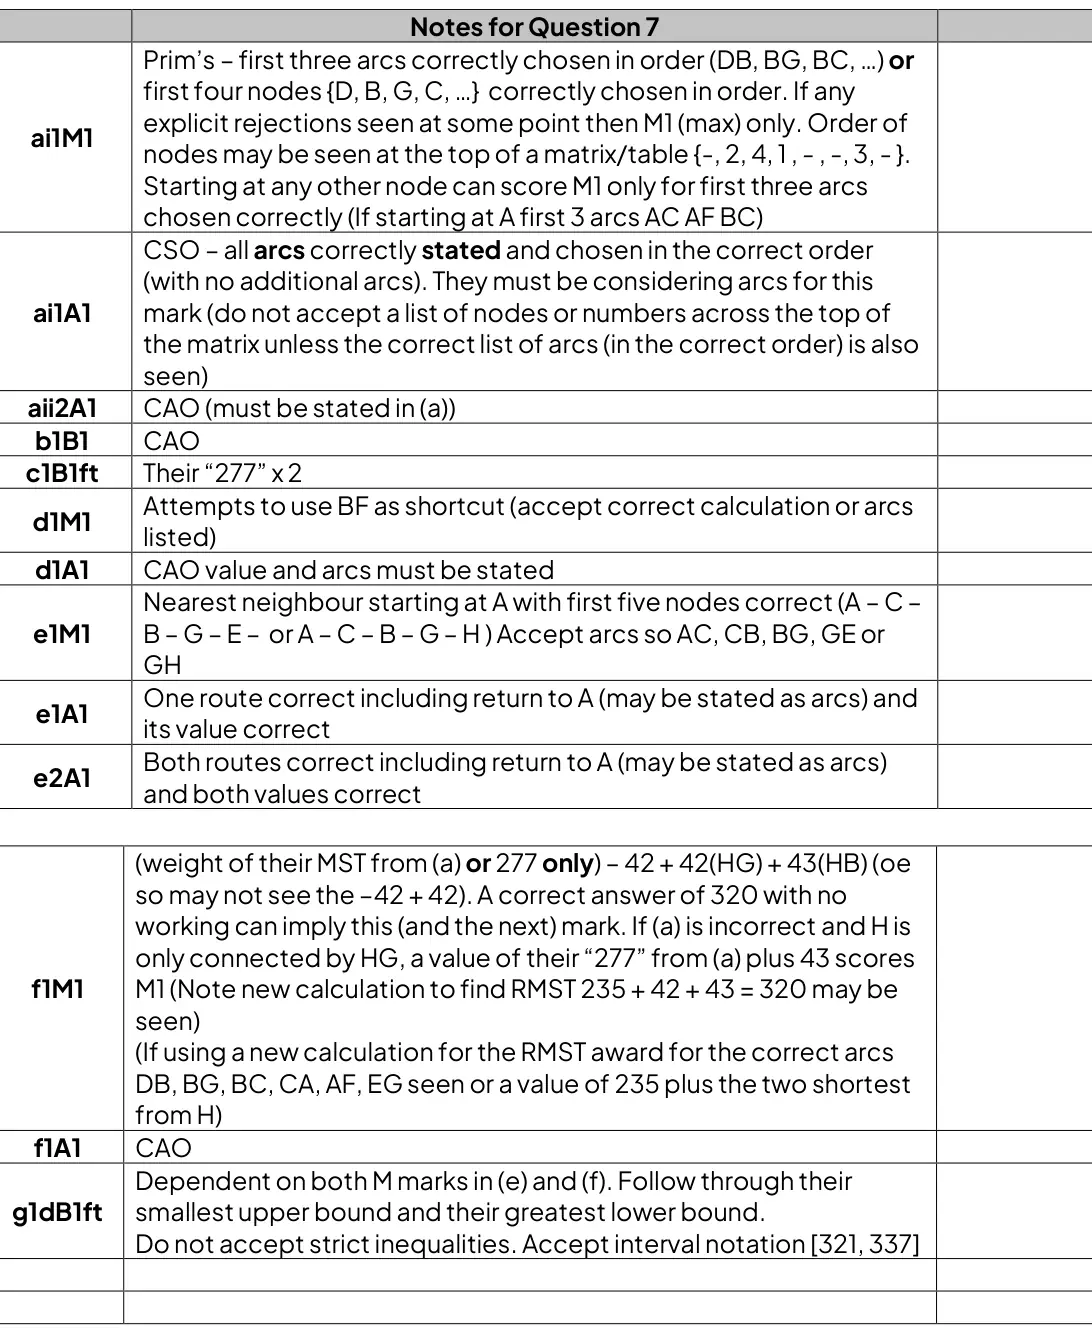 Notes for Question 7
ai1M1
Prim's – first three arcs correctly chosen in order (DB, BG, BC, …) or
first four nodes {D, B, G, C, …} correctly chosen in order. If any
explicit rejections seen at some point then M1 (max) only. Order of
nodes may be seen at the top of a matrix/table {-, 2, 4, 1 , - , -, 3, - }.
Starting at any other node can score M1 only for first three arcs
chosen correctly (If starting at A first 3 arcs AC AF BC)
ai1A1
CSO – all arcs correctly stated and chosen in the correct order
(with no additional arcs). They must be considering arcs for this
mark (do not accept a list of nodes or numbers across the top of
the matrix unless the correct list of arcs (in the correct order) is also
seen)
aii2A1
CAO (must be stated in (a))
b1B1
CAO
c1B1ft
Their “277” x 2
d1M1
Attempts to use BF as shortcut (accept correct calculation or arcs
listed)
d1A1
CAO value and arcs must be stated
e1M1
Nearest neighbour starting at A with first five nodes correct (A – C –
B – G – E – or A – C – B – G – H ) Accept arcs so AC, CB, BG, GE or
GH
e1A1
One route correct including return to A (may be stated as arcs) and
its value correct
e2A1
Both routes correct including return to A (may be stated as arcs)
and both values correct
f1M1
(weight of their MST from (a) or 277 only) – 42 + 42(HG) + 43(HB) (oe
so may not see the –42 + 42). A correct answer of 320 with no
working can imply this (and the next) mark. If (a) is incorrect and H is
only connected by HG, a value of their “277” from (a) plus 43 scores
M1 (Note new calculation to find RMST 235 + 42 + 43 = 320 may be
seen)
(If using a new calculation for the RMST award for the correct arcs
DB, BG, BC, CA, AF, EG seen or a value of 235 plus the two shortest
from H)
f1A1
CAO
g1dB1ft
Dependent on both M marks in (e) and (f). Follow through their
smallest upper bound and their greatest lower bound.
Do not accept strict inequalities. Accept interval notation [321, 337]